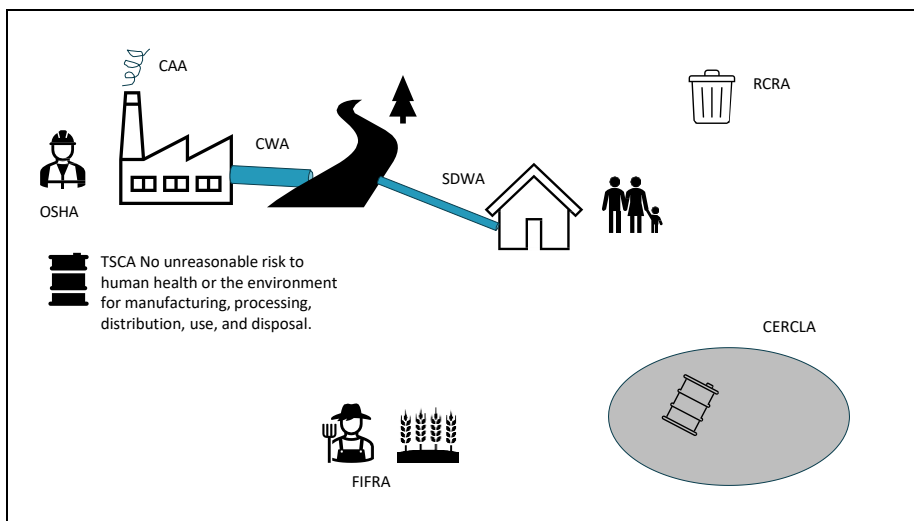 CAA
RCRA
CWA
SDWA
OSHA
TSCA No unreasonable risk to
human health or the environment
for manufacturing, processing,
distribution, use, and disposal.
CERCLA
FIFRA